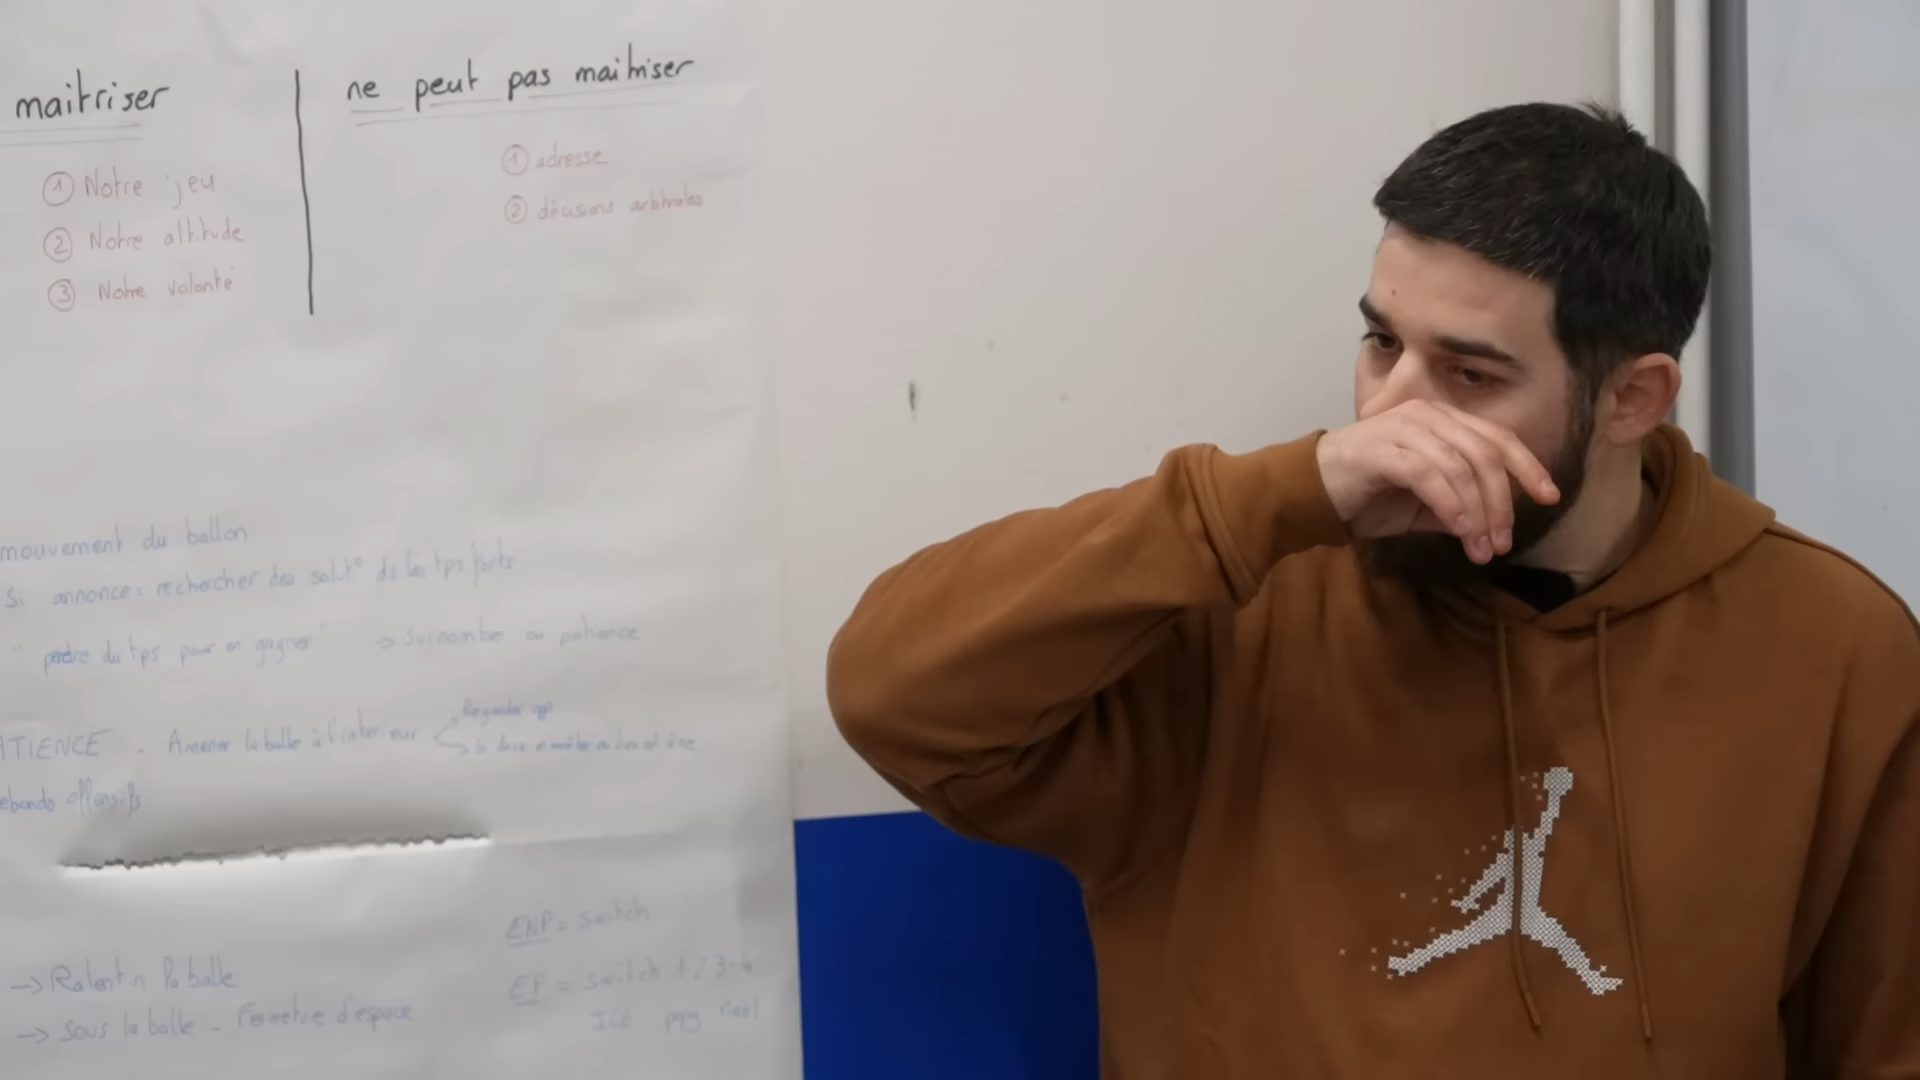 maitriser
ne peut pas maitriser
① Notre jeu
② Notre attitude
③ Notre volonté
① adresse
② décisions arbitrales
mouvement du ballon
Si annonce = rechercher des solut° ds les tps forts
" perdre du tps pour en gagner " -> Surnombre ou patience
ATIENCE . Amener la balle à l'intérieur
Regarder opp
ebonds offensifs
-> Ralentir la balle
-> Sous la balle - Fenetre d'espace
ENP = switch
EP = switch 1-2 3-4
ICE